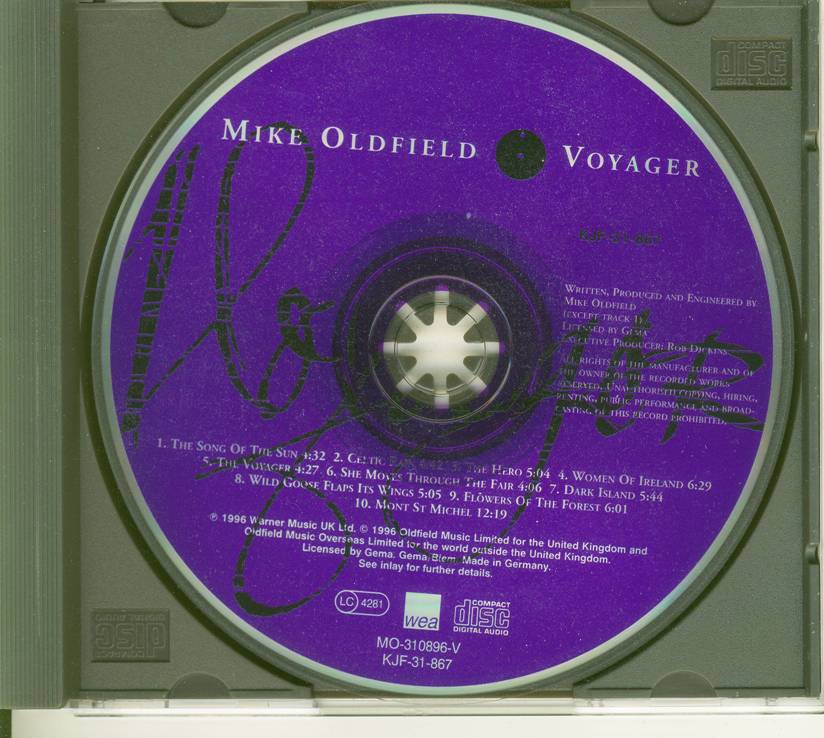 COMPACT
disc
DIGITAL AUDIO
MIKE OLDFIELD VOYAGER
KJF-31-867
WRITTEN, PRODUCED AND ENGINEERED BY
MIKE OLDFIELD
(EXCEPT TRACK 1)
LICENSED BY GEMA
EXECUTIVE PRODUCER: ROB DICKINS
ALL RIGHTS OF THE MANUFACTURER AND OF
THE OWNER OF THE RECORDED WORKS
RESERVED. UNAUTHORISED COPYING, HIRING,
RENTING, PUBLIC PERFORMANCE AND BROAD-
CASTING OF THIS RECORD PROHIBITED.
1. THE SONG OF THE SUN 4:32 2. CELTIC 3. THE HERO 5:04 4. WOMEN OF IRELAND 6:29
5. THE VOYAGER 4:27 6. SHE MOVES THROUGH THE FAIR 4:06 7. DARK ISLAND 5:44
8. WILD GOOSE FLAPS ITS WINGS 5:05 9. FLOWERS OF THE FOREST 6:01
10. MONT ST MICHEL 12:19
℗ 1996 Warner Music UK Ltd. © 1996 Oldfield Music Limited for the United Kingdom and
Oldfield Music Overseas Limited for the world outside the United Kingdom.
Licensed by Gema. Gema/Biem. Made in Germany.
See inlay for further details.
LC 4281
wea
COMPACT
disc
DIGITAL AUDIO
MO-310896-V
KJF-31-867
COMPACT
disc
DIGITAL AUDIO